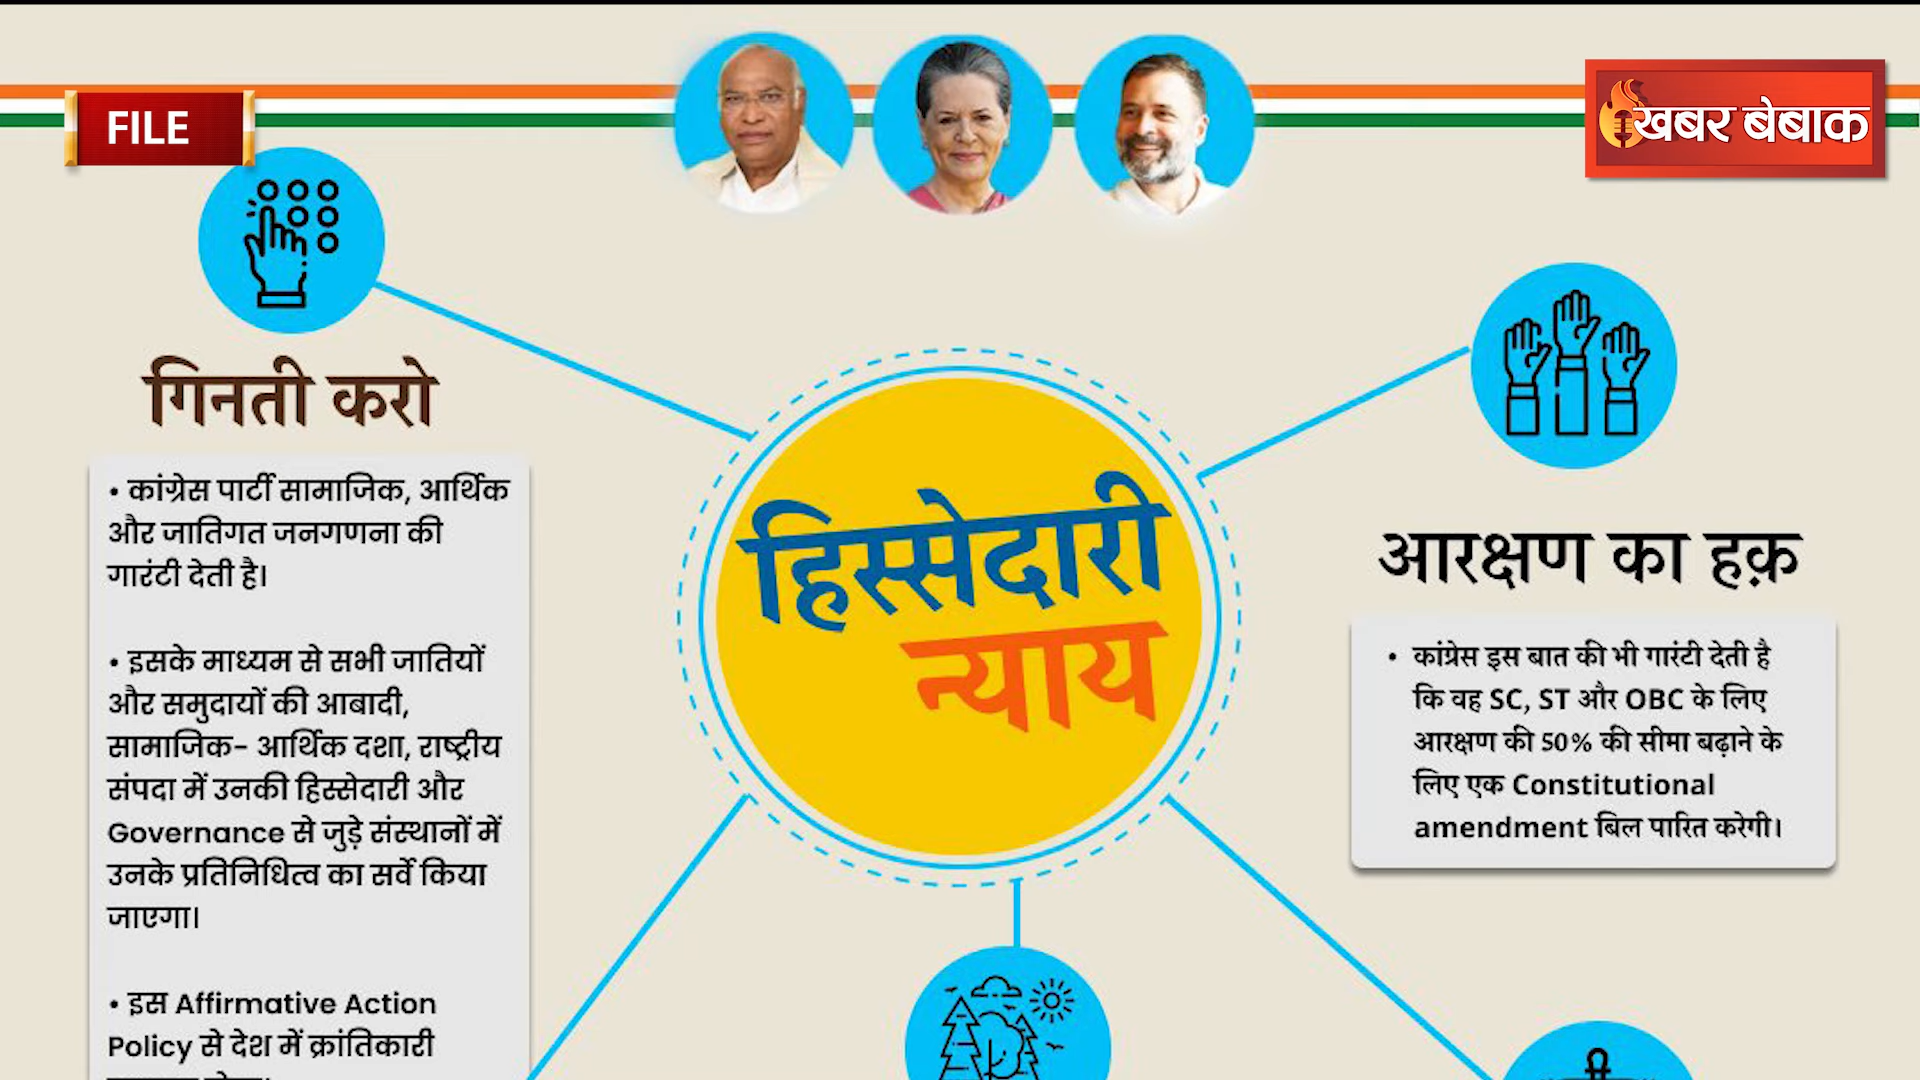 FILE
खबर बेबाक
गिनती करो
• कांग्रेस पार्टी सामाजिक, आर्थिक
और जातिगत जनगणना की
गारंटी देती है।
• इसके माध्यम से सभी जातियों
और समुदायों की आबादी,
सामाजिक- आर्थिक दशा, राष्ट्रीय
संपदा में उनकी हिस्सेदारी और
Governance से जुड़े संस्थानों में
उनके प्रतिनिधित्व का सर्वे किया
जाएगा।
• इस Affirmative Action
Policy से देश में क्रांतिकारी
हिस्सेदारी
न्याय
आरक्षण का हक़
• कांग्रेस इस बात की भी गारंटी देती है
कि वह SC, ST और OBC के लिए
आरक्षण की 50% की सीमा बढ़ाने के
लिए एक Constitutional
amendment बिल पारित करेगी।